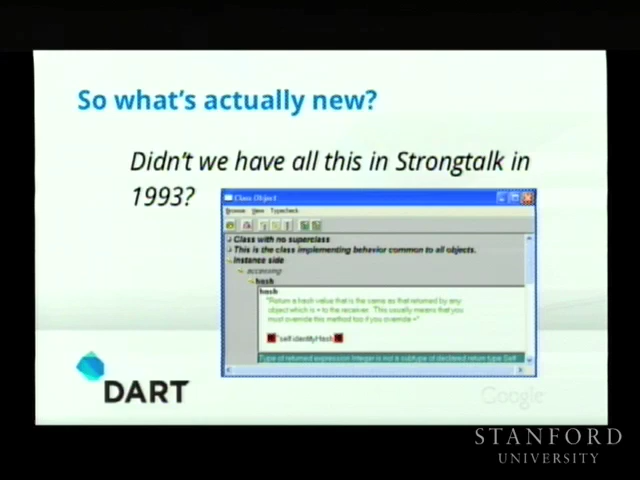 So what's actually new?
Didn't we have all this in Strongtalk in
1993?
Class Object
Browse View Typecheck
Class with no superclass
This is the class implementing behavior common to all objects.
instance side
accessing
hash
hash
"Return a hash value that is the same as that returned by any
object which is = to the receiver. This usually means that you
must override this method too if you override ="
^self identityHash
Type of returned expression Integer is not a subtype of declared return type Self
DART
Google
STANFORD
UNIVERSITY